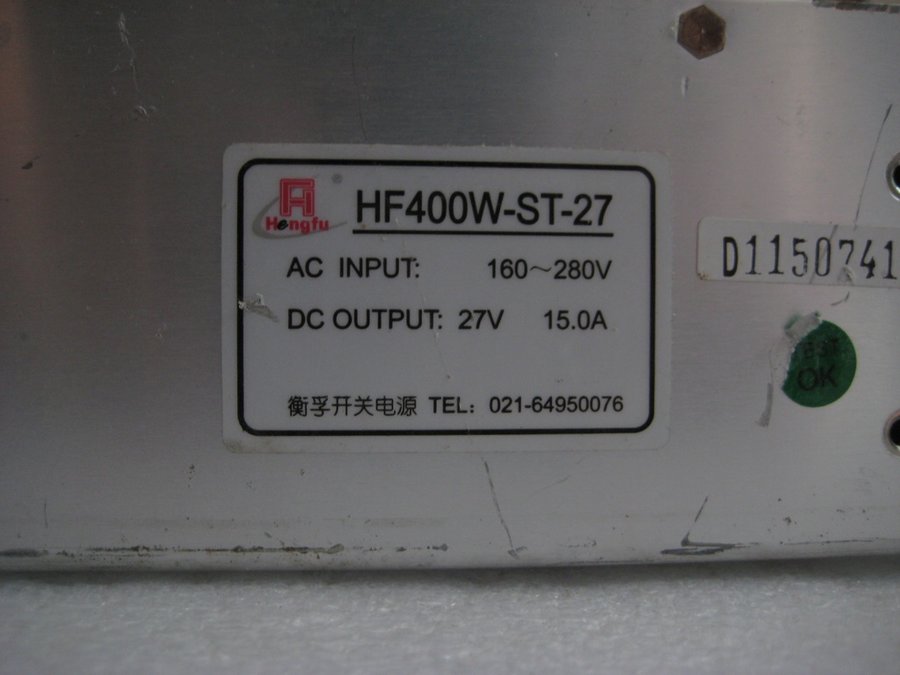 Hengfu
HF400W-ST-27
AC INPUT: 160~280V
DC OUTPUT: 27V 15.0A
衡孚开关电源 TEL: 021-64950076
D1150741
OK